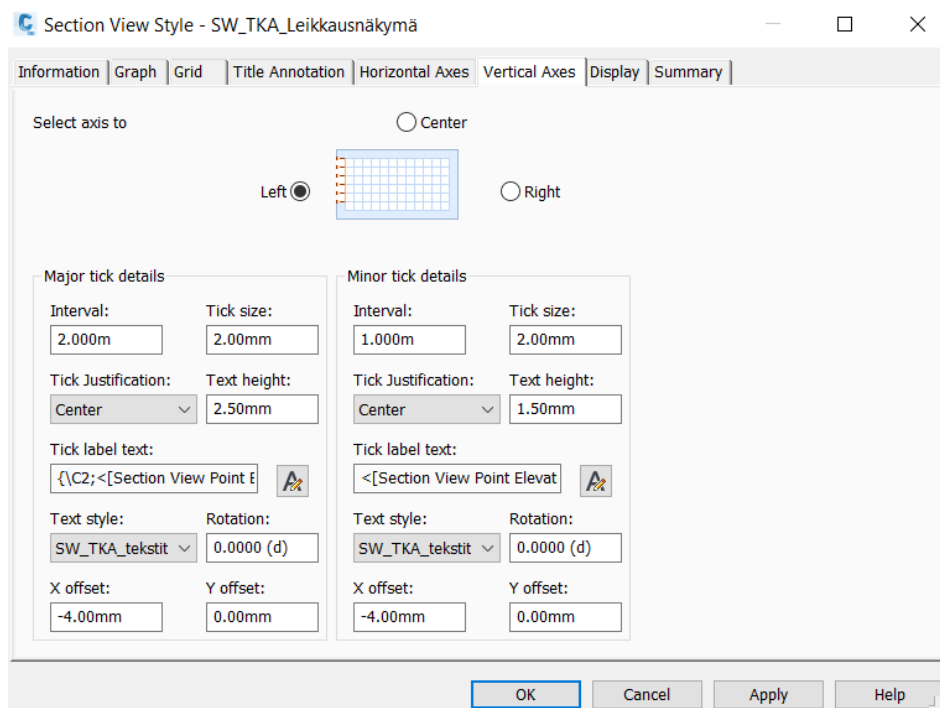 Section View Style - SW_TKA_Leikkausnäkymä
Information Graph Grid Title Annotation Horizontal Axes Vertical Axes Display Summary
Select axis to
Center
Left
Right
Major tick details
Interval: Tick size:
2.000m 2.00mm
Tick Justification: Text height:
Center 2.50mm
Tick label text:
{\C2;<[Section View Point E
Text style: Rotation:
SW_TKA_tekstit 0.0000 (d)
X offset: Y offset:
-4.00mm 0.00mm
Minor tick details
Interval: Tick size:
1.000m 2.00mm
Tick Justification: Text height:
Center 1.50mm
Tick label text:
<[Section View Point Elevat
Text style: Rotation:
SW_TKA_tekstit 0.0000 (d)
X offset: Y offset:
-4.00mm 0.00mm
OK Cancel Apply Help